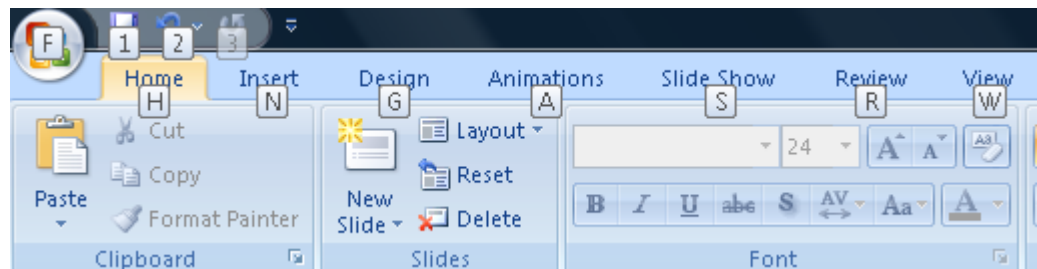 F 1 2 3
Home Insert Design Animations Slide Show Review View
H N G A S R W
Cut Layout 24 A A Aa
Copy Reset
Paste New B I U abc S AV Aa A
Format Painter Slide Delete
Clipboard Slides Font